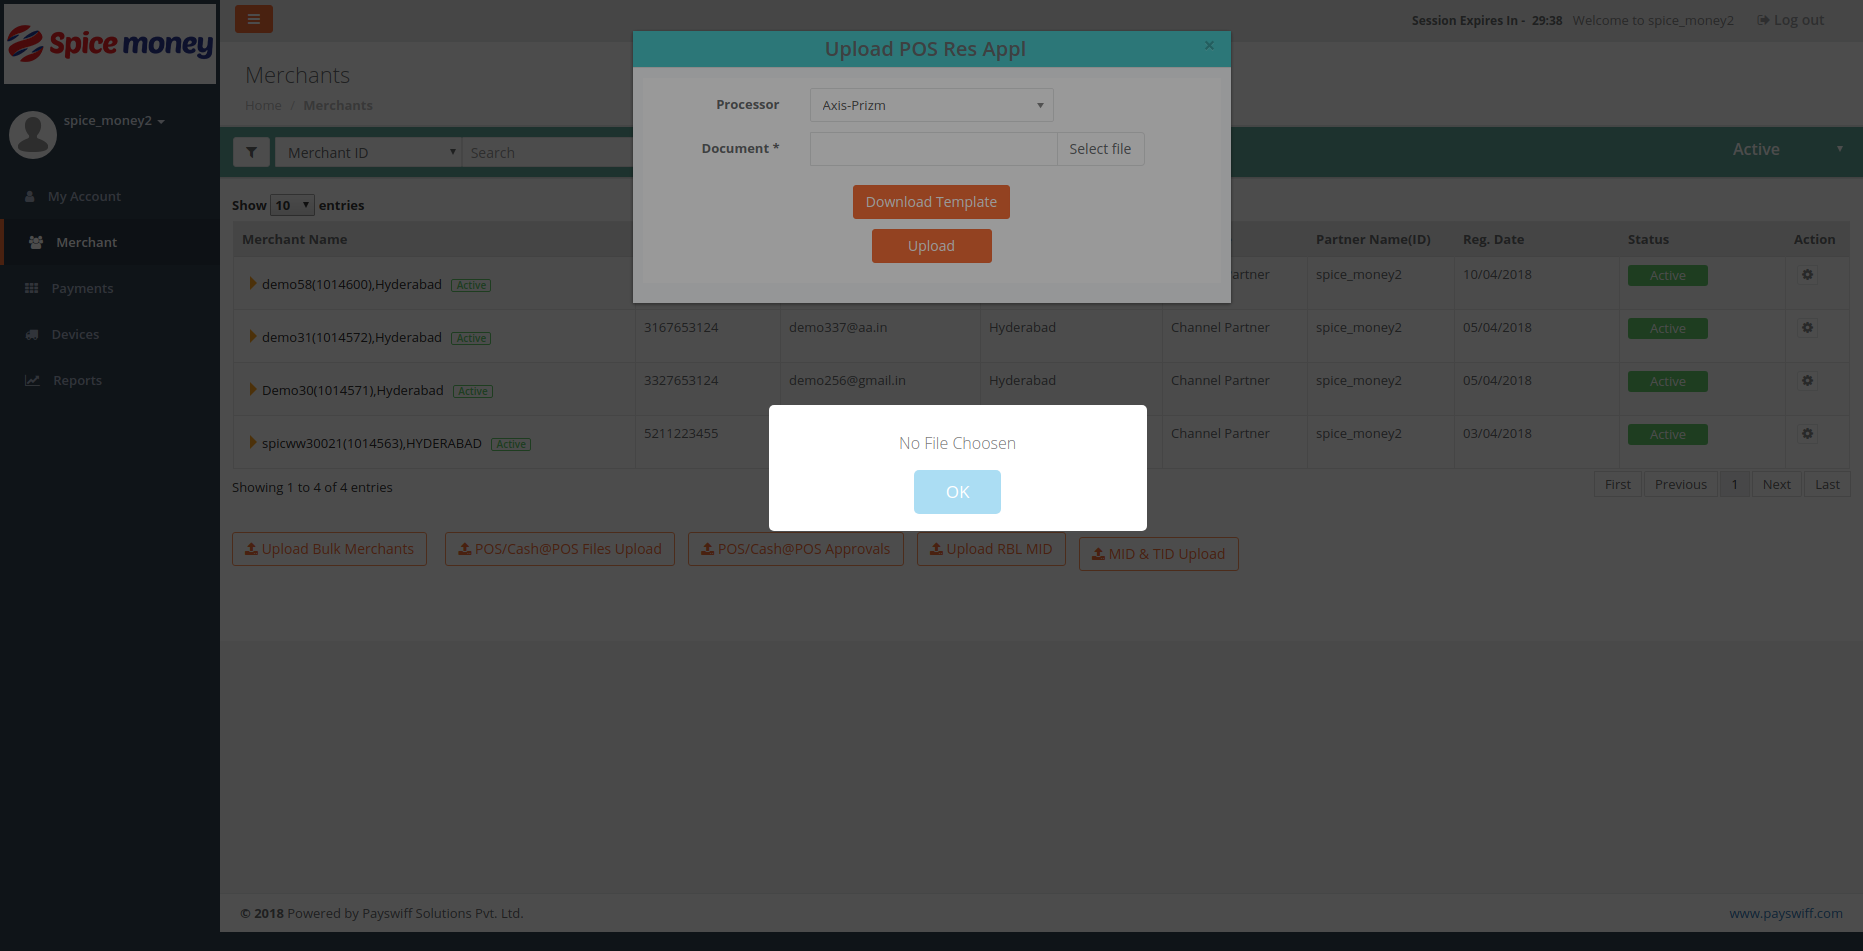 Spice money
Session Expires In - 29:38 Welcome to spice_money2 Log out
Upload POS Res Appl ×
Merchants
Home / Merchants
Processor Axis-Prizm
Document * Select file
Download Template
Upload
spice_money2
My Account
Merchant
Payments
Devices
Reports
Merchant ID Search Active
Show 10 entries
Merchant Name Partner Name(ID) Reg. Date Status Action
demo58(1014600),Hyderabad Active artner spice_money2 10/04/2018 Active
demo31(1014572),Hyderabad Active 3167653124 demo337@aa.in Hyderabad Channel Partner spice_money2 05/04/2018 Active
Demo30(1014571),Hyderabad Active 3327653124 demo256@gmail.in Hyderabad Channel Partner spice_money2 05/04/2018 Active
spicww30021(1014563),HYDERABAD Active 5211223455 Channel Partner spice_money2 03/04/2018 Active
No File Choosen
OK
Showing 1 to 4 of 4 entries First Previous 1 Next Last
Upload Bulk Merchants POS/Cash@POS Files Upload POS/Cash@POS Approvals Upload RBL MID MID & TID Upload
© 2018 Powered by Payswiff Solutions Pvt. Ltd. www.payswiff.com